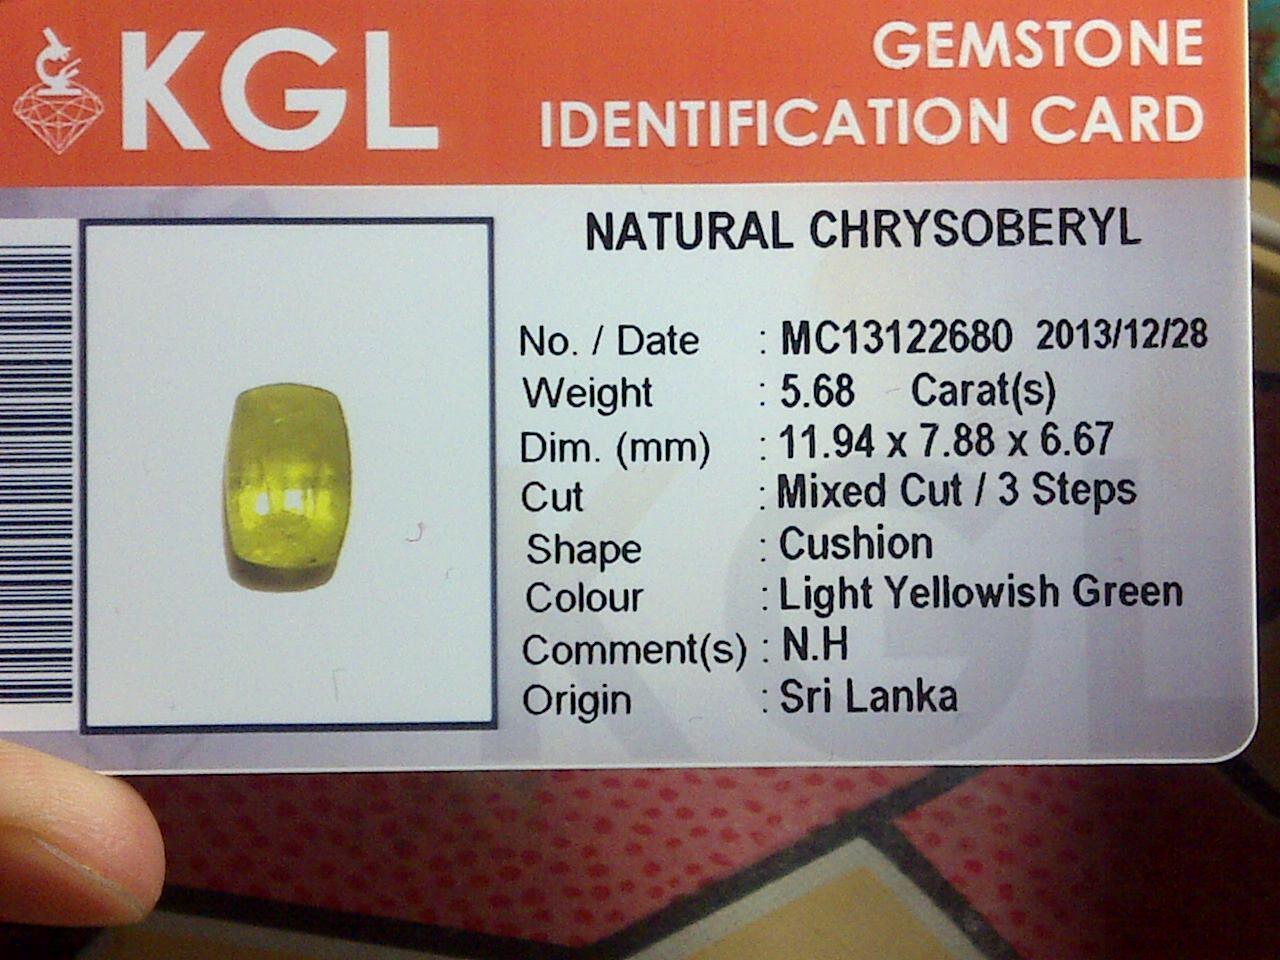 KGL
GEMSTONE
IDENTIFICATION CARD
NATURAL CHRYSOBERYL
No. / Date : MC13122680 2013/12/28
Weight : 5.68 Carat(s)
Dim. (mm) : 11.94 x 7.88 x 6.67
Cut : Mixed Cut / 3 Steps
Shape : Cushion
Colour : Light Yellowish Green
Comment(s) : N.H
Origin : Sri Lanka
KGL